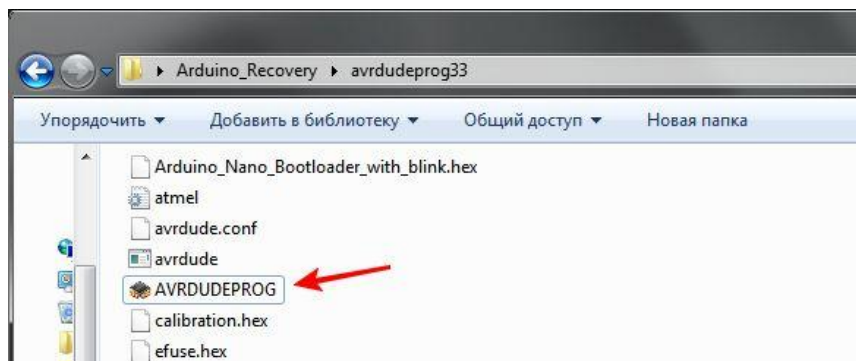 Arduino_Recovery ▸ avrdudeprog33
Упорядочить ▾ Добавить в библиотеку ▾ Общий доступ ▾ Новая папка
Arduino_Nano_Bootloader_with_blink.hex
atmel
avrdude.conf
avrdude
AVRDUDEPROG
calibration.hex
efuse.hex